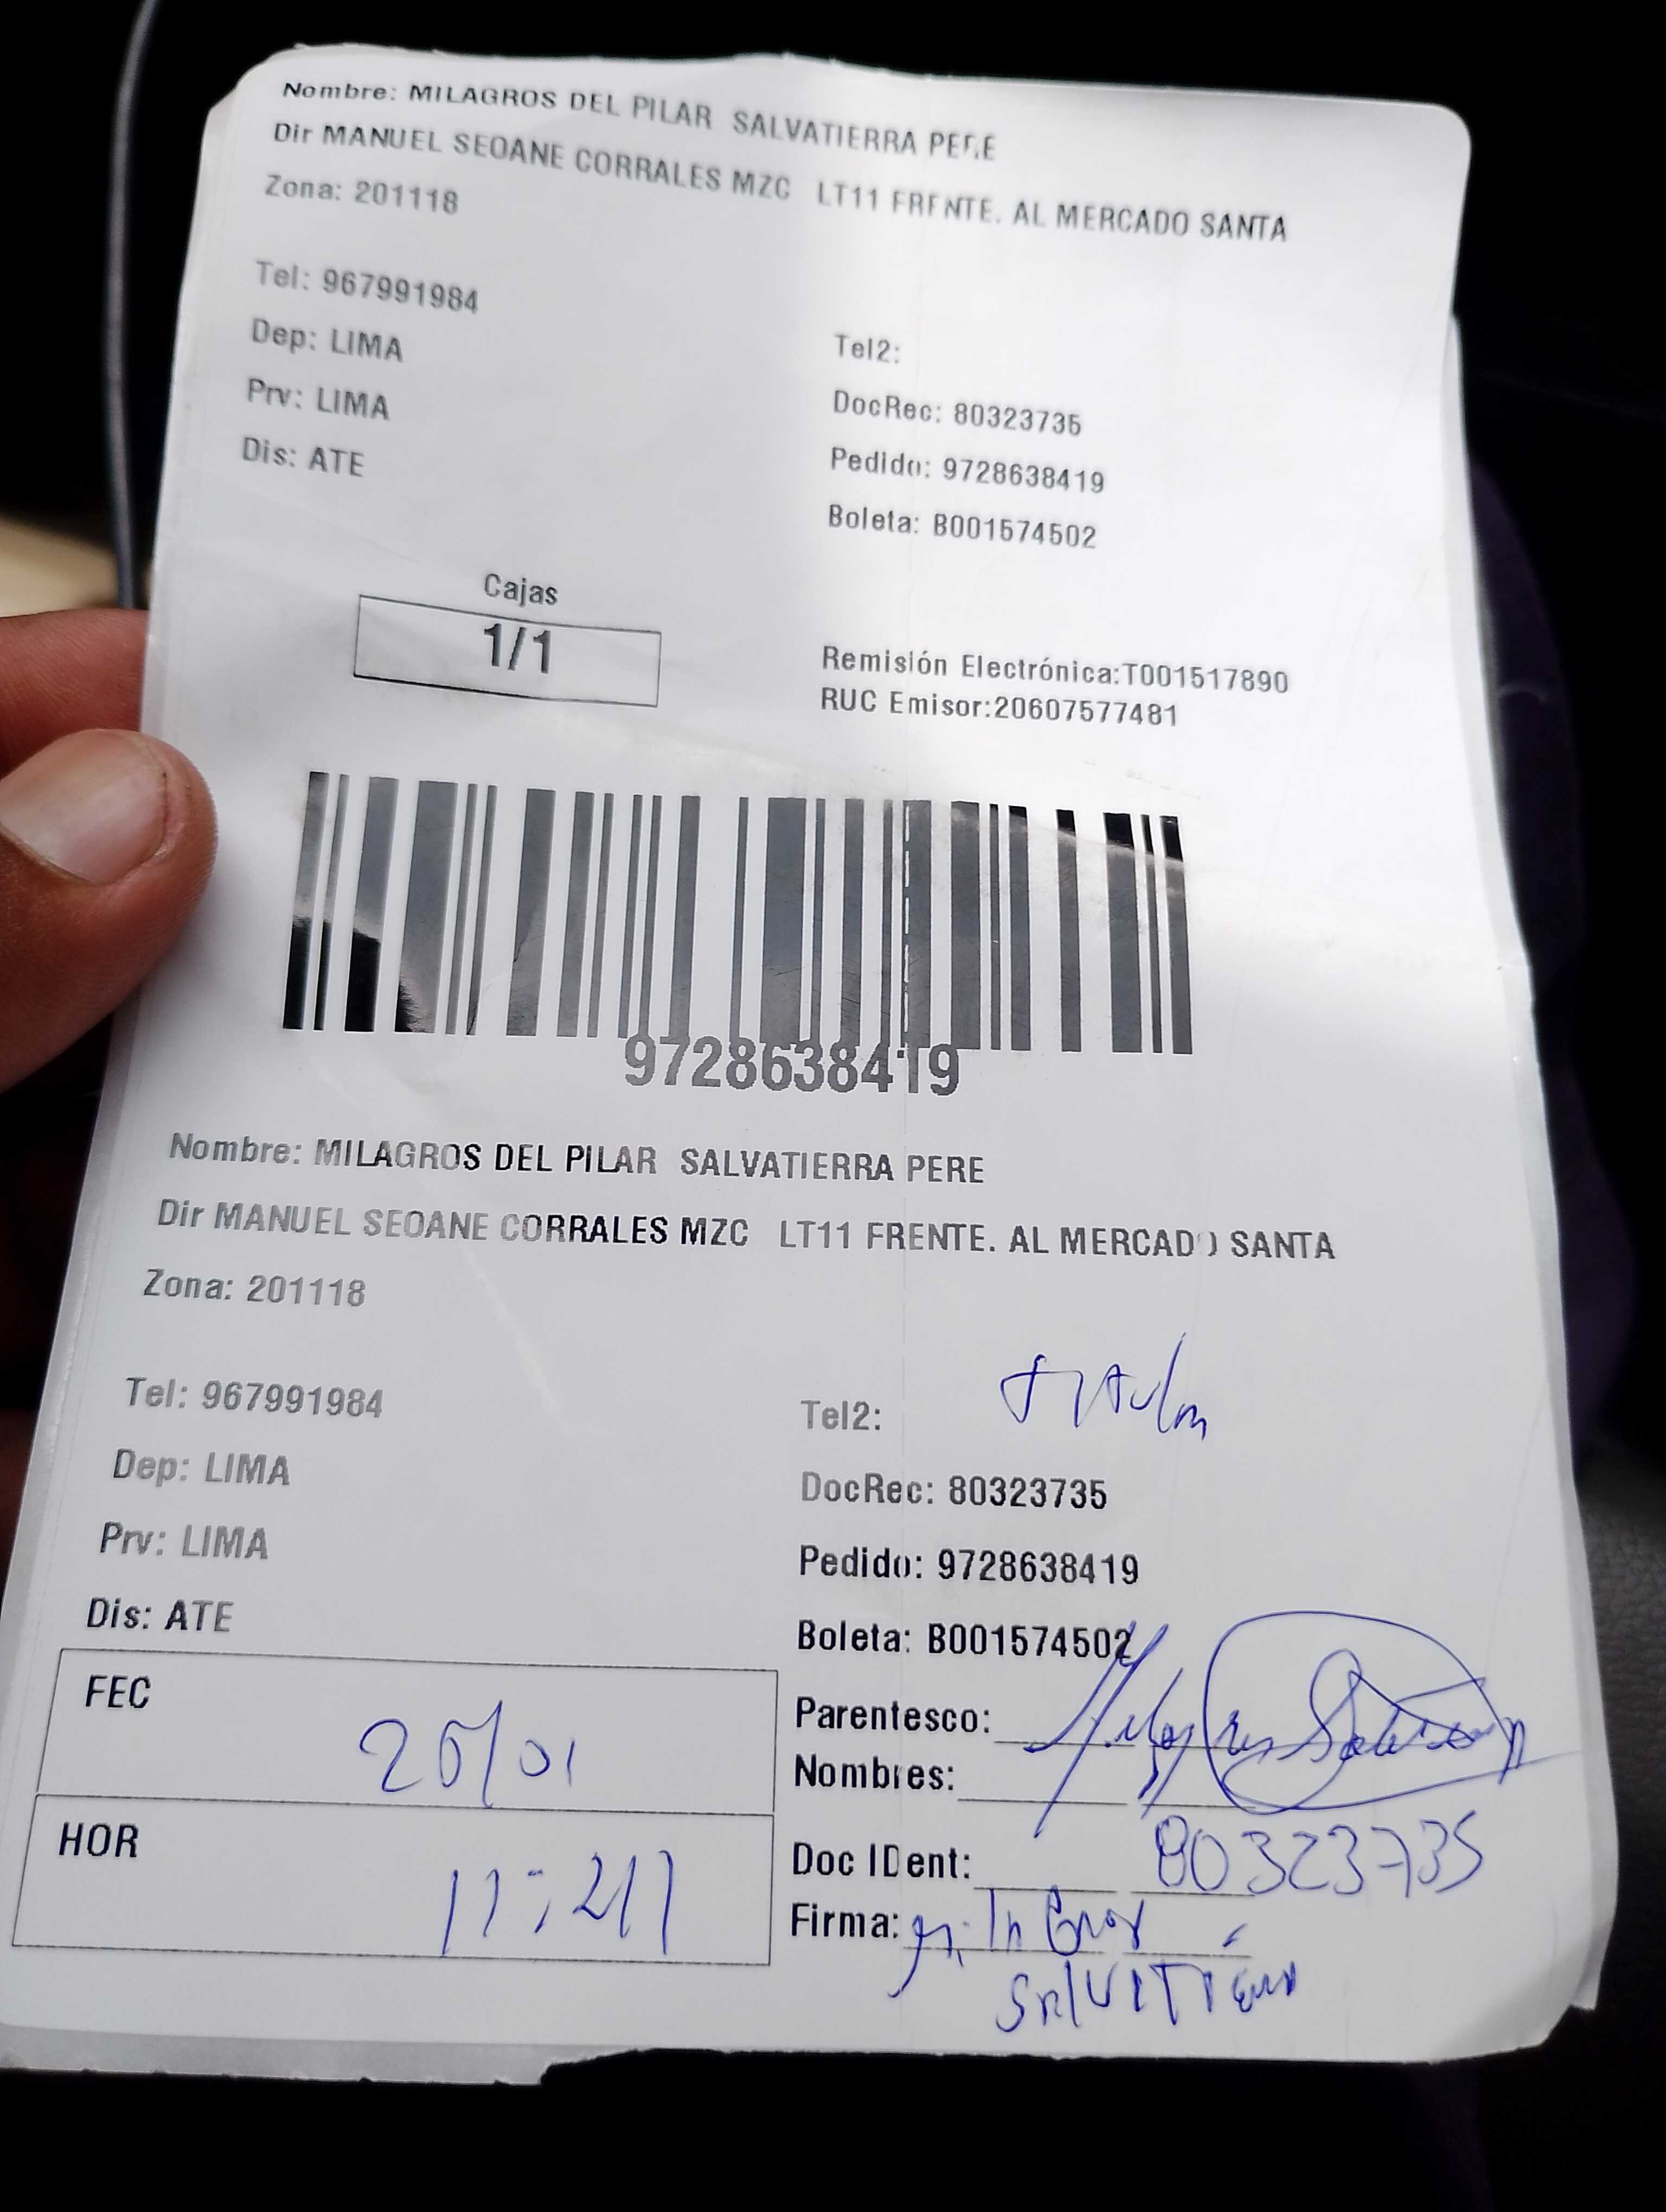 Nombre: MILAGROS DEL PILAR SALVATIERRA PERE
Dir MANUEL SEOANE CORRALES MZC LT11 FRENTE. AL MERCADO SANTA
Zona: 201118
Tel: 967991984
Dep: LIMA
Tel2:
Prv: LIMA
DocRec: 80323735
Dis: ATE
Pedido: 9728638419
Boleta: B001574502
Cajas
1/1
Remisión Electrónica:T001517890
RUC Emisor:20607577481
9728638419
Nombre: MILAGROS DEL PILAR SALVATIERRA PERE
Dir MANUEL SEOANE CORRALES MZC LT11 FRENTE. AL MERCADO SANTA
Zona: 201118
Tel: 967991984
Tel2:
Dep: LIMA
DocRec: 80323735
Prv: LIMA
Pedido: 9728638419
Dis: ATE
Boleta: B001574502
FEC
Parentesco:
Nombres:
HOR
Doc IDent: 80323735
Firma: